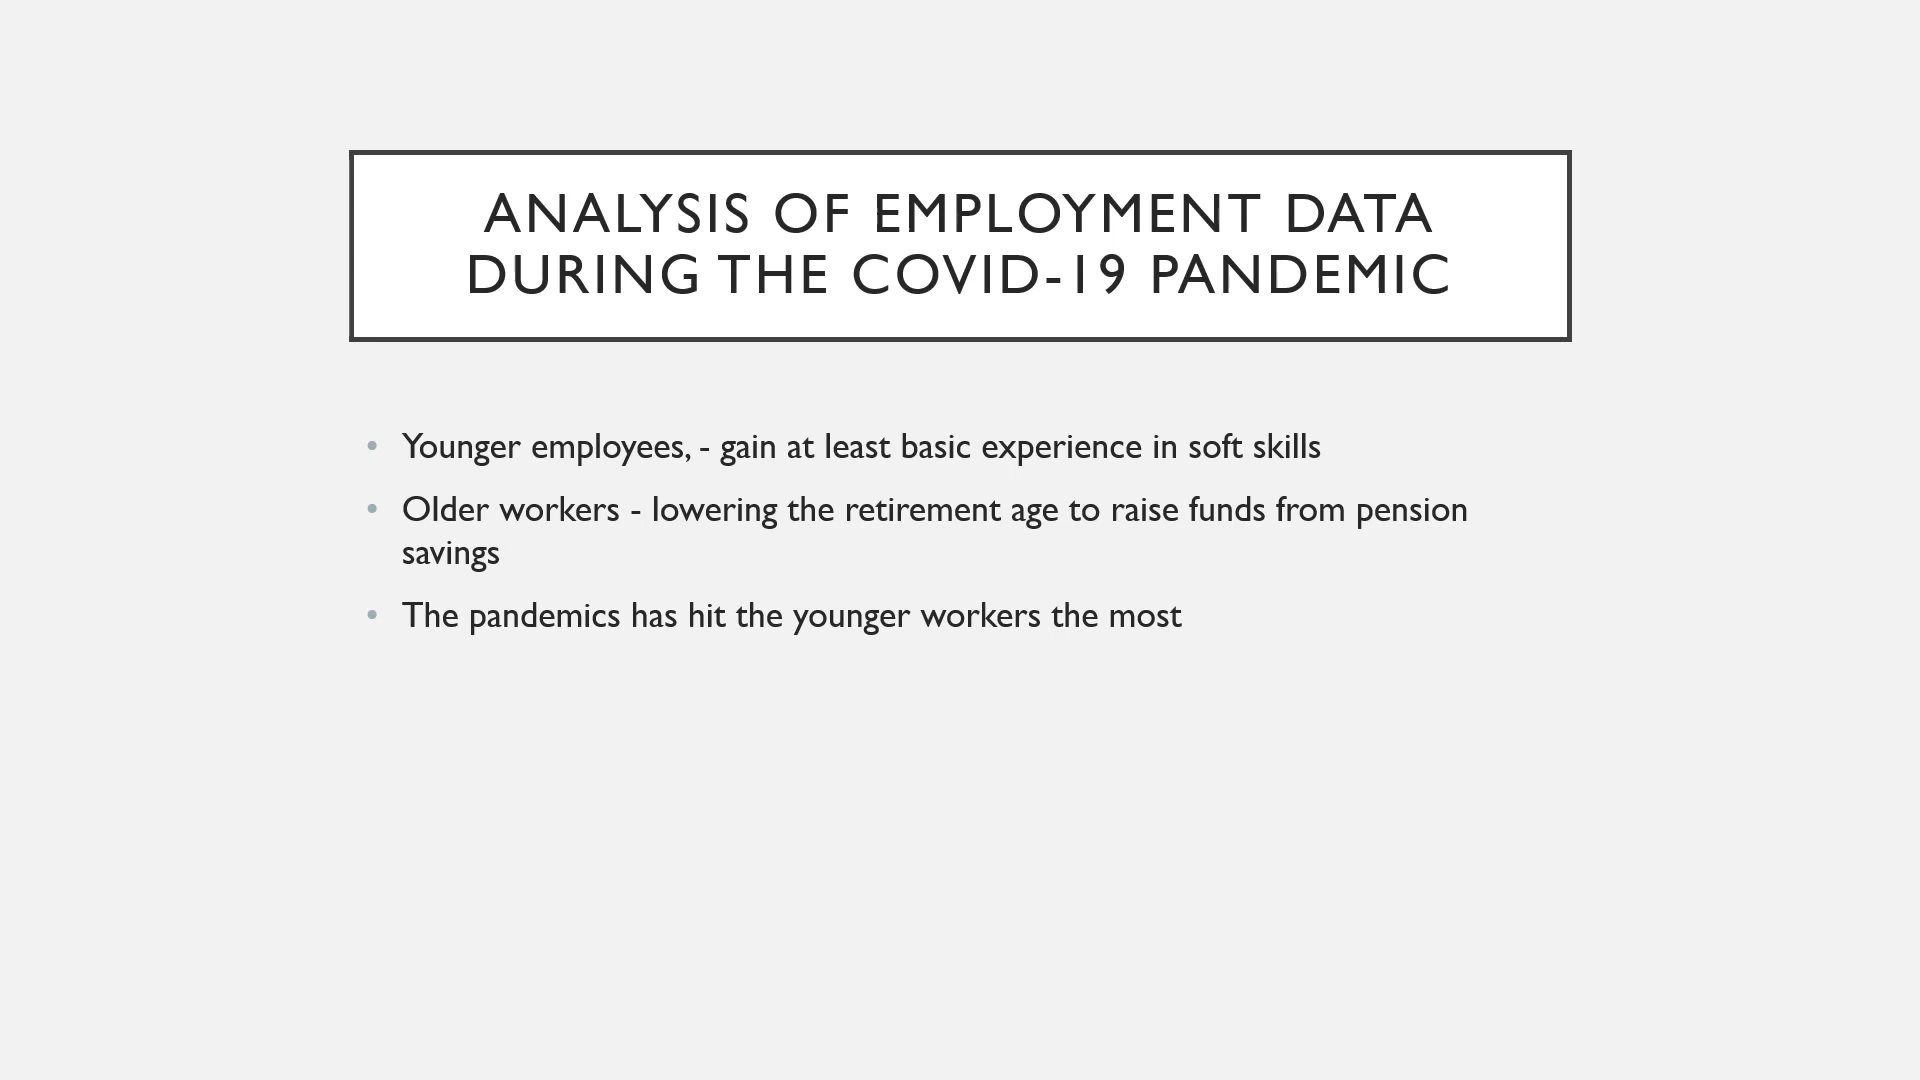 ANALYSIS OF EMPLOYMENT DATA
DURING THE COVID-19 PANDEMIC
• Younger employees, - gain at least basic experience in soft skills
• Older workers - lowering the retirement age to raise funds from pension
savings
• The pandemics has hit the younger workers the most